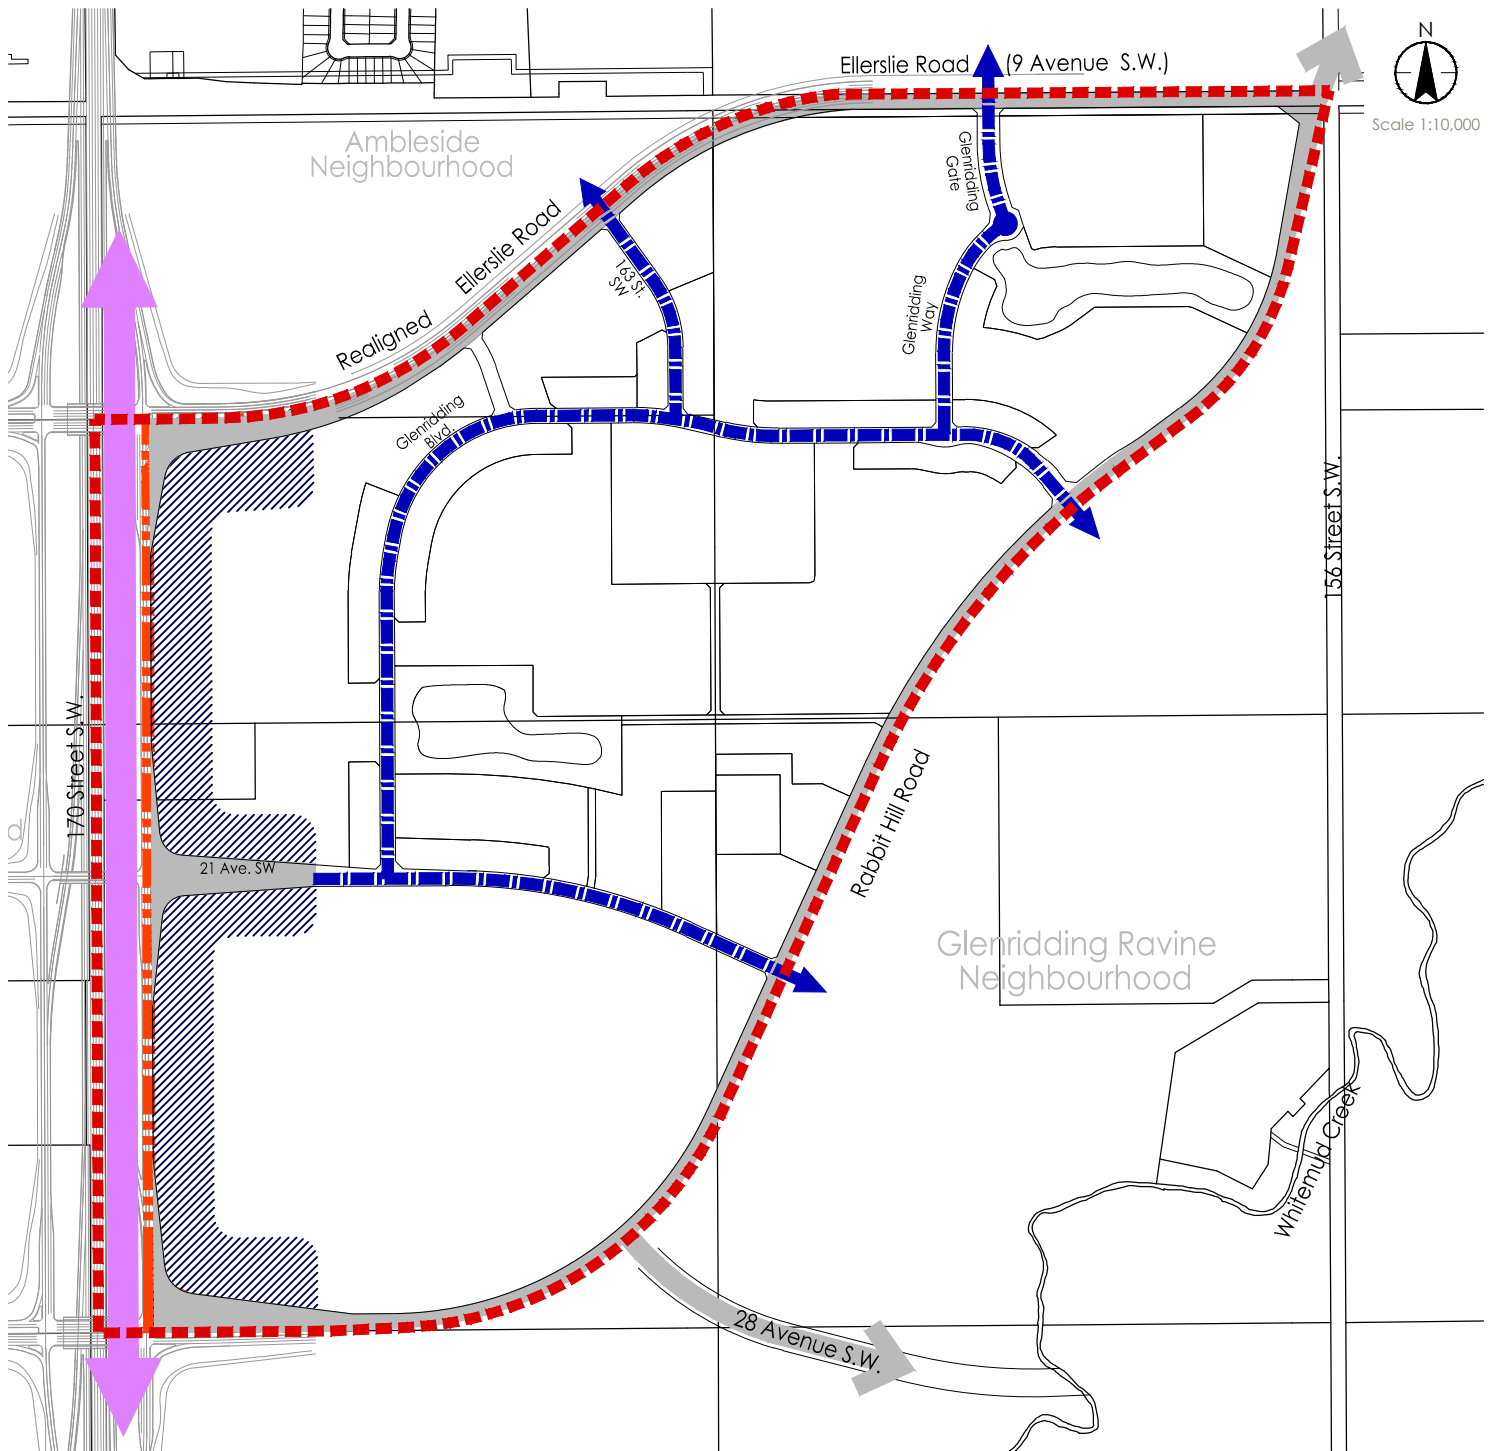 N
Ellerslie Road (9 Avenue S.W.)
Scale 1:10,000
Ambleside
Neighbourhood
Glenridding
Gate
Ellerslie Road
Realigned
163 St.
SW
Glenridding
Way
Glenridding
Blvd.
156 Street S.W.
170 Street S.W.
d
21 Ave. SW
Rabbit Hill Road
Glenridding Ravine
Neighbourhood
Whitemud Creek
28 Avenue S.W.